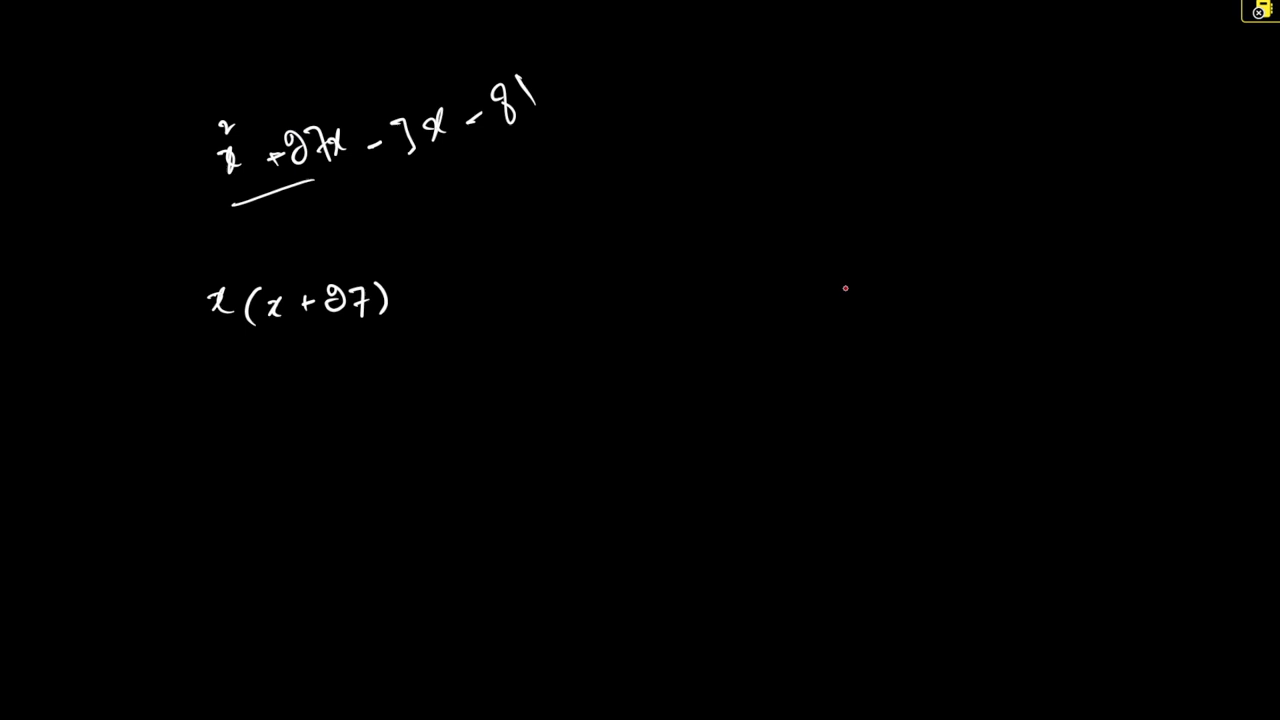 x² + 27x - 3x - 81
x (x + 27)